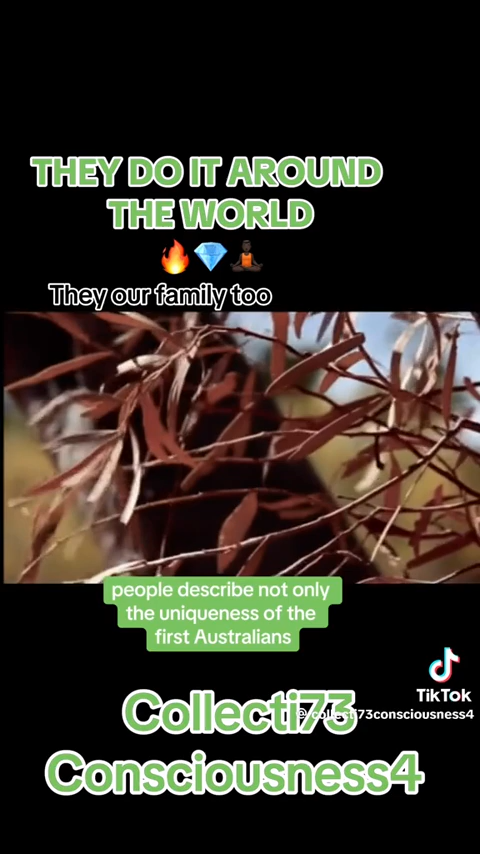 THEY DO IT AROUND
THE WORLD
🔥💎🧘🏿
They our family too
people describe not only
the uniqueness of the
first Australians
TikTok
@collecti73consciousness4
Collecti73
Consciousness4